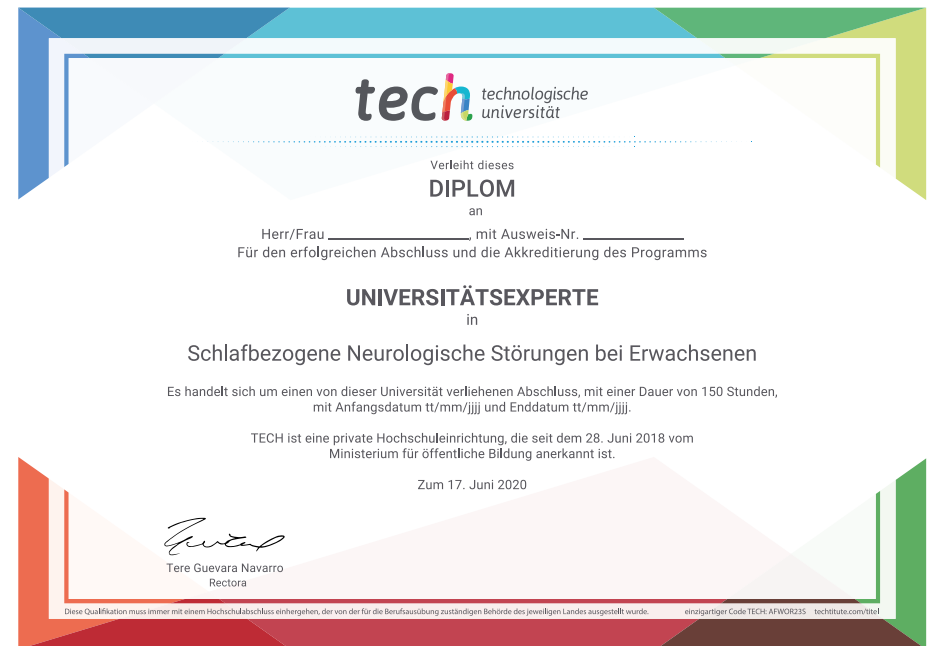 tech technologische
universität
Verleiht dieses
DIPLOM
an
Herr/Frau ____________________, mit Ausweis-Nr. ______________
Für den erfolgreichen Abschluss und die Akkreditierung des Programms
UNIVERSITÄTSEXPERTE
in
Schlafbezogene Neurologische Störungen bei Erwachsenen
Es handelt sich um einen von dieser Universität verliehenen Abschluss, mit einer Dauer von 150 Stunden,
mit Anfangsdatum tt/mm/jjjj und Enddatum tt/mm/jjjj.
TECH ist eine private Hochschuleinrichtung, die seit dem 28. Juni 2018 vom
Ministerium für öffentliche Bildung anerkannt ist.
Zum 17. Juni 2020
Tere Guevara Navarro
Rectora
Diese Qualifikation muss immer mit einem Hochschulabschluss einhergehen, der von der für die Berufsausübung zuständigen Behörde des jeweiligen Landes ausgestellt wurde. einzigartiger Code TECH: AFWOR23S techtitute.com/titel